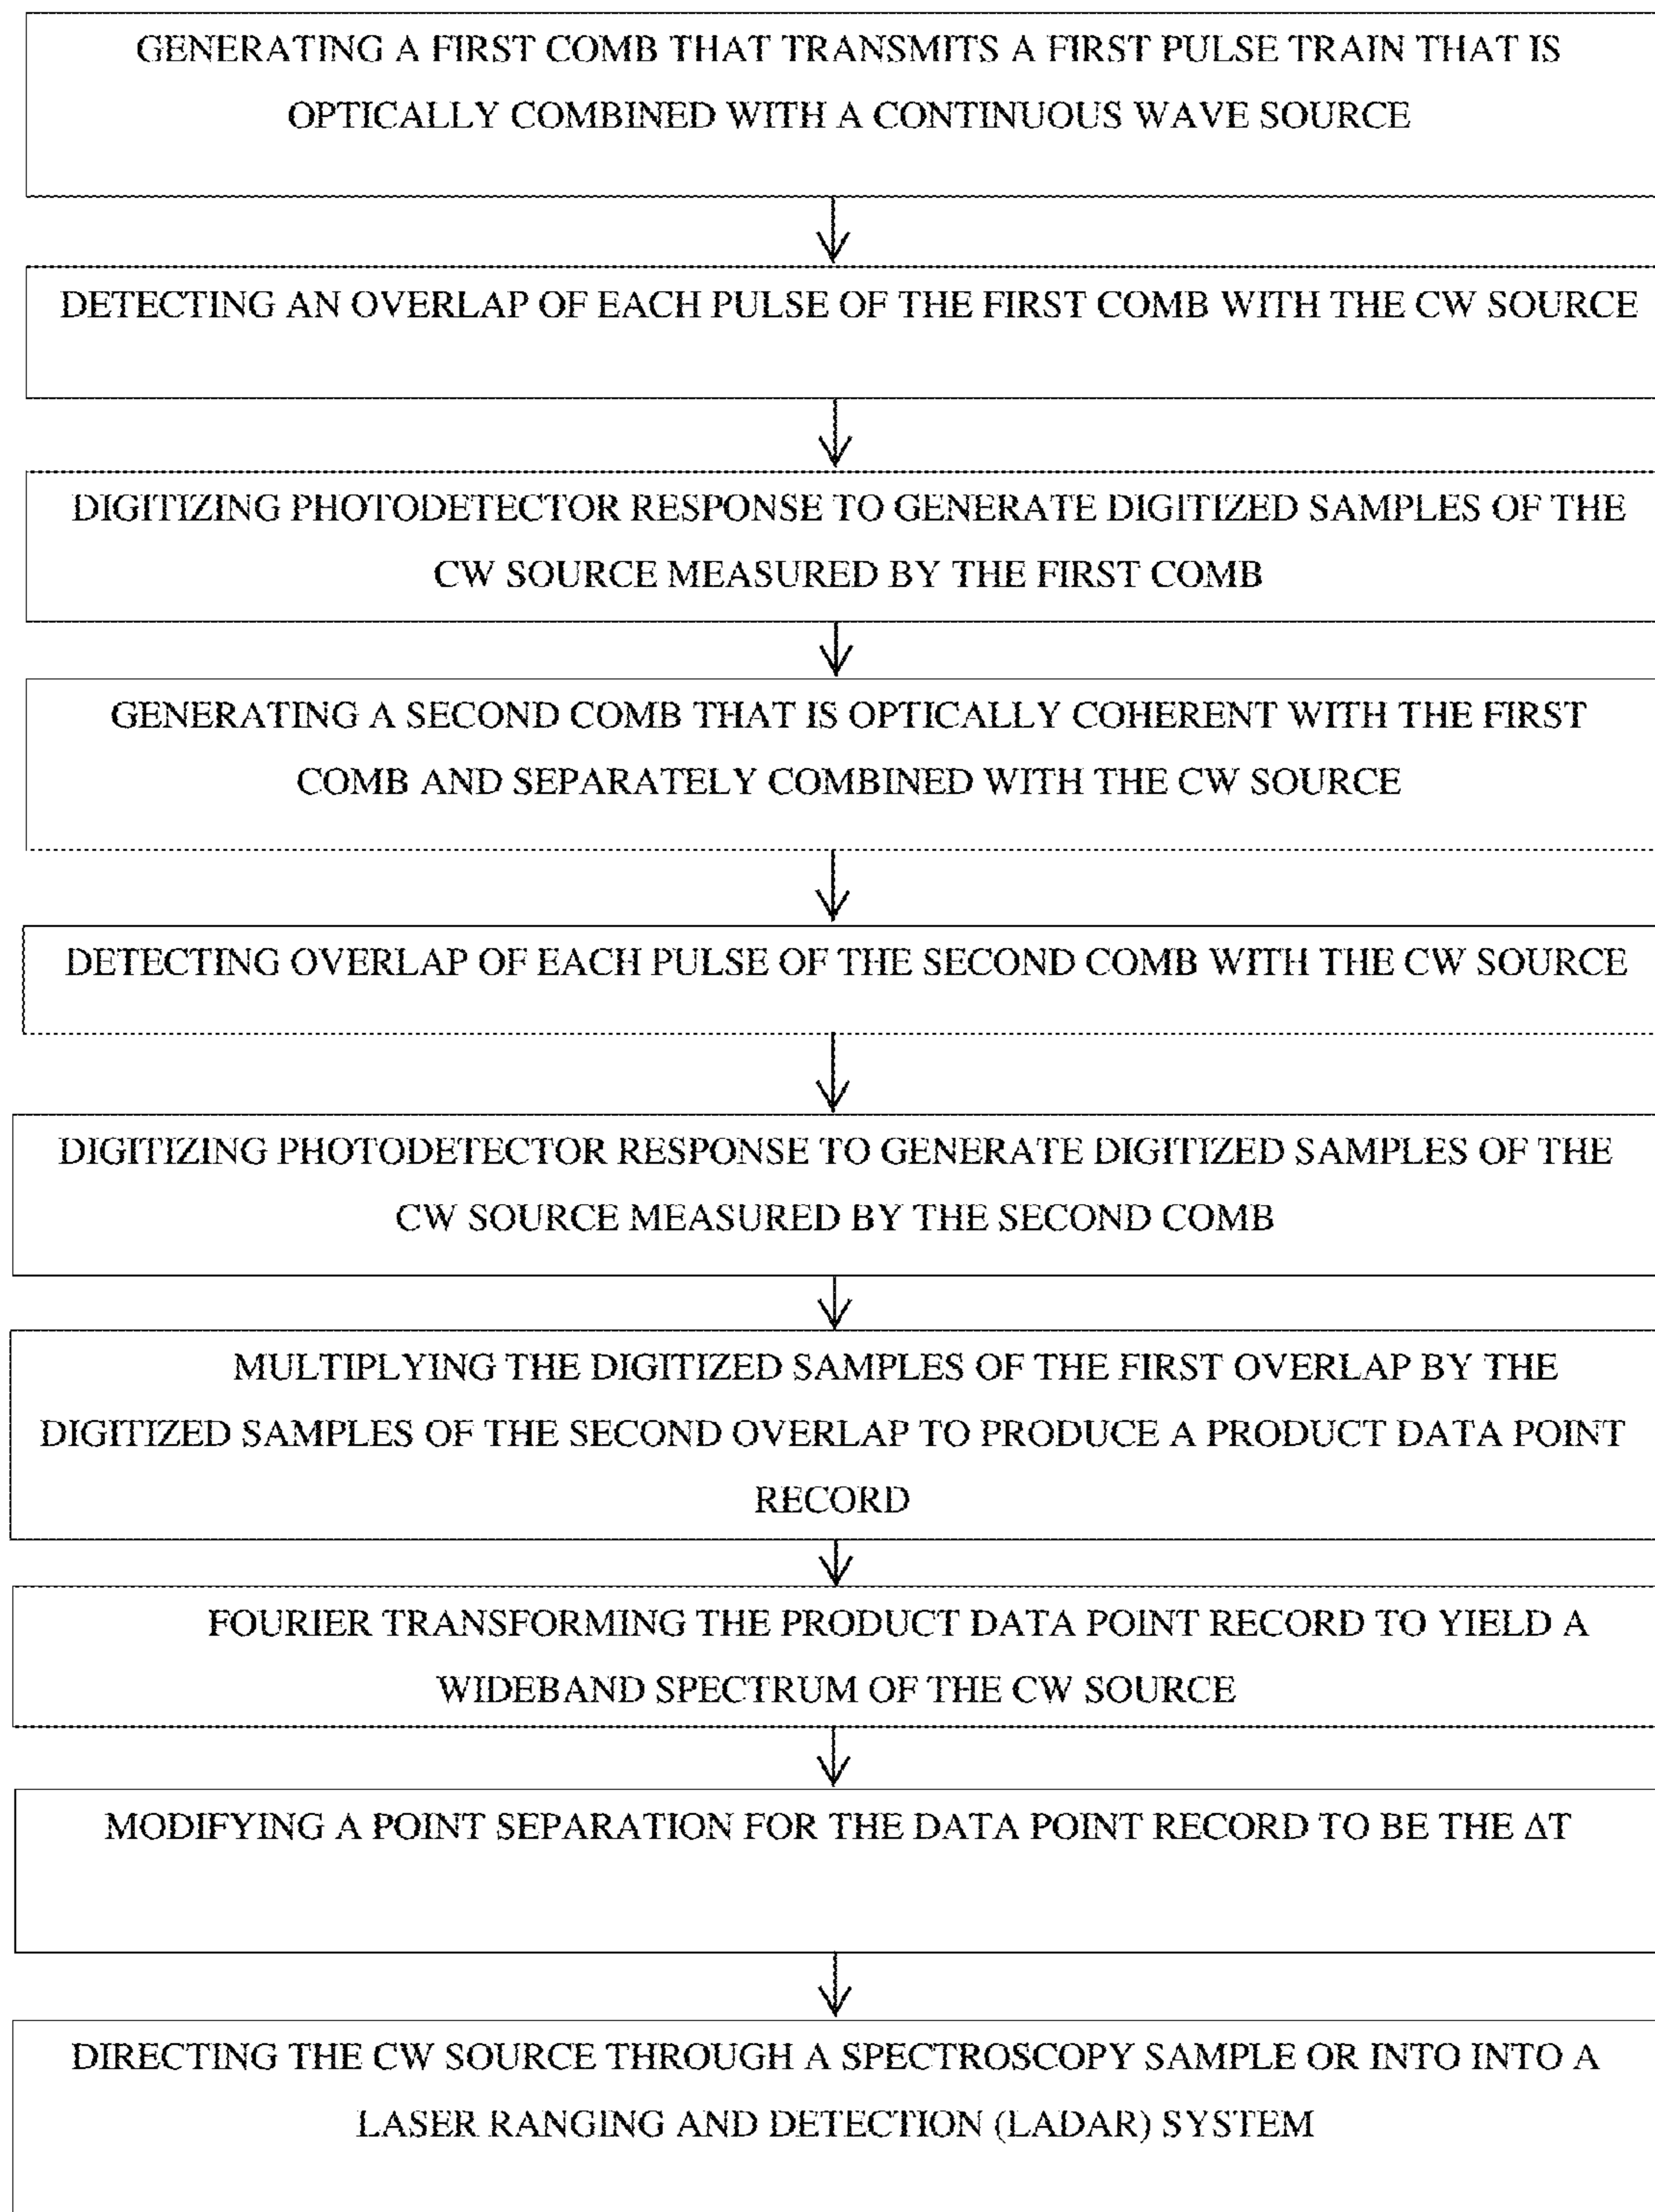 GENERATING A FIRST COMB THAT TRANSMITS A FIRST PULSE TRAIN THAT IS
OPTICALLY COMBINED WITH A CONTINUOUS WAVE SOURCE
DETECTING AN OVERLAP OF EACH PULSE OF THE FIRST COMB WITH THE CW SOURCE
DIGITIZING PHOTODETECTOR RESPONSE TO GENERATE DIGITIZED SAMPLES OF THE
CW SOURCE MEASURED BY THE FIRST COMB
GENERATING A SECOND COMB THAT IS OPTICALLY COHERENT WITH THE FIRST
COMB AND SEPARATELY COMBINED WITH THE CW SOURCE
DETECTING OVERLAP OF EACH PULSE OF THE SECOND COMB WITH THE CW SOURCE
DIGITIZING PHOTODETECTOR RESPONSE TO GENERATE DIGITIZED SAMPLES OF THE
CW SOURCE MEASURED BY THE SECOND COMB
MULTIPLYING THE DIGITIZED SAMPLES OF THE FIRST OVERLAP BY THE
DIGITIZED SAMPLES OF THE SECOND OVERLAP TO PRODUCE A PRODUCT DATA POINT
RECORD
FOURIER TRANSFORMING THE PRODUCT DATA POINT RECORD TO YIELD A
WIDEBAND SPECTRUM OF THE CW SOURCE
MODIFYING A POINT SEPARATION FOR THE DATA POINT RECORD TO BE THE ΔT
DIRECTING THE CW SOURCE THROUGH A SPECTROSCOPY SAMPLE OR INTO INTO A
LASER RANGING AND DETECTION (LADAR) SYSTEM